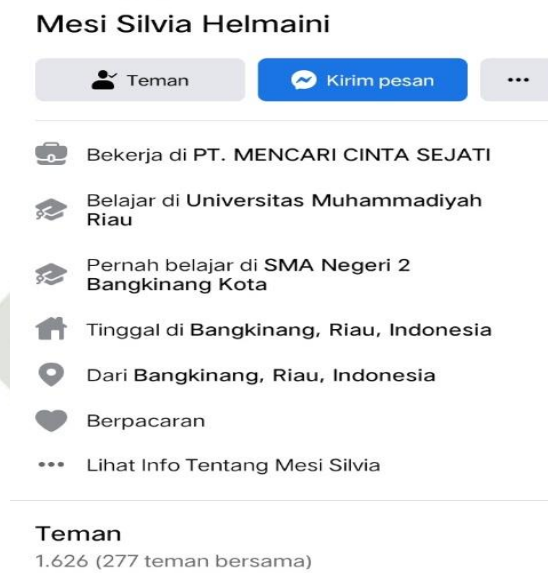 Mesi Silvia Helmaini
Teman
Kirim pesan
Bekerja di PT. MENCARI CINTA SEJATI
Belajar di Universitas Muhammadiyah
Riau
Pernah belajar di SMA Negeri 2
Bangkinang Kota
Tinggal di Bangkinang, Riau, Indonesia
Dari Bangkinang, Riau, Indonesia
Berpacaran
Lihat Info Tentang Mesi Silvia
Teman
1.626 (277 teman bersama)